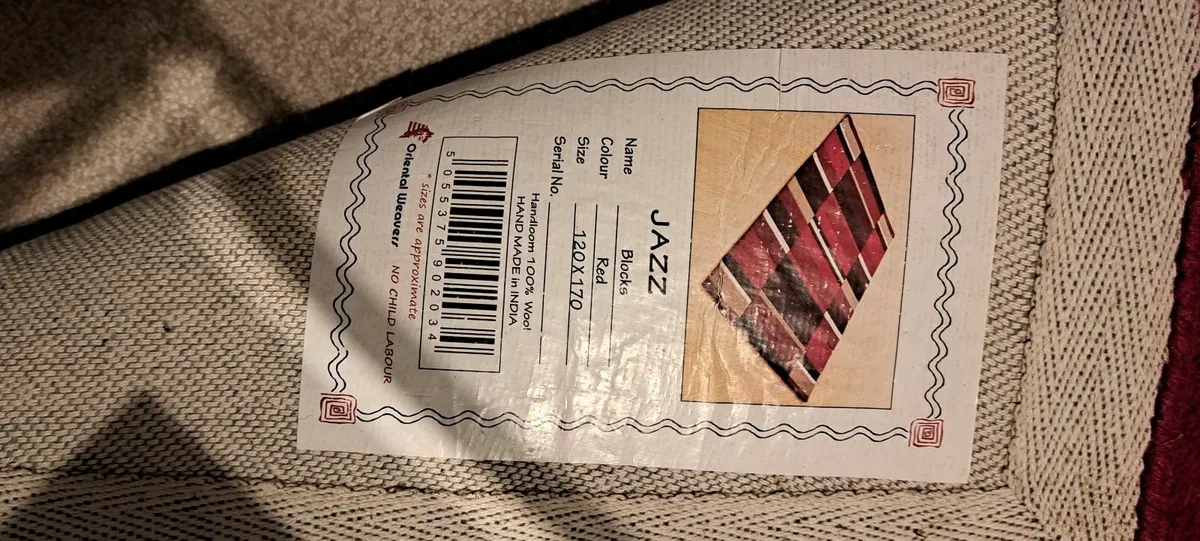 JAZZ
Name Blocks
Colour Red
Size 120X170
Serial No.
Handloom 100% Wool
HAND MADE in INDIA
5 055375 902034
* sizes are approximate
Oriental Weavers NO CHILD LABOUR